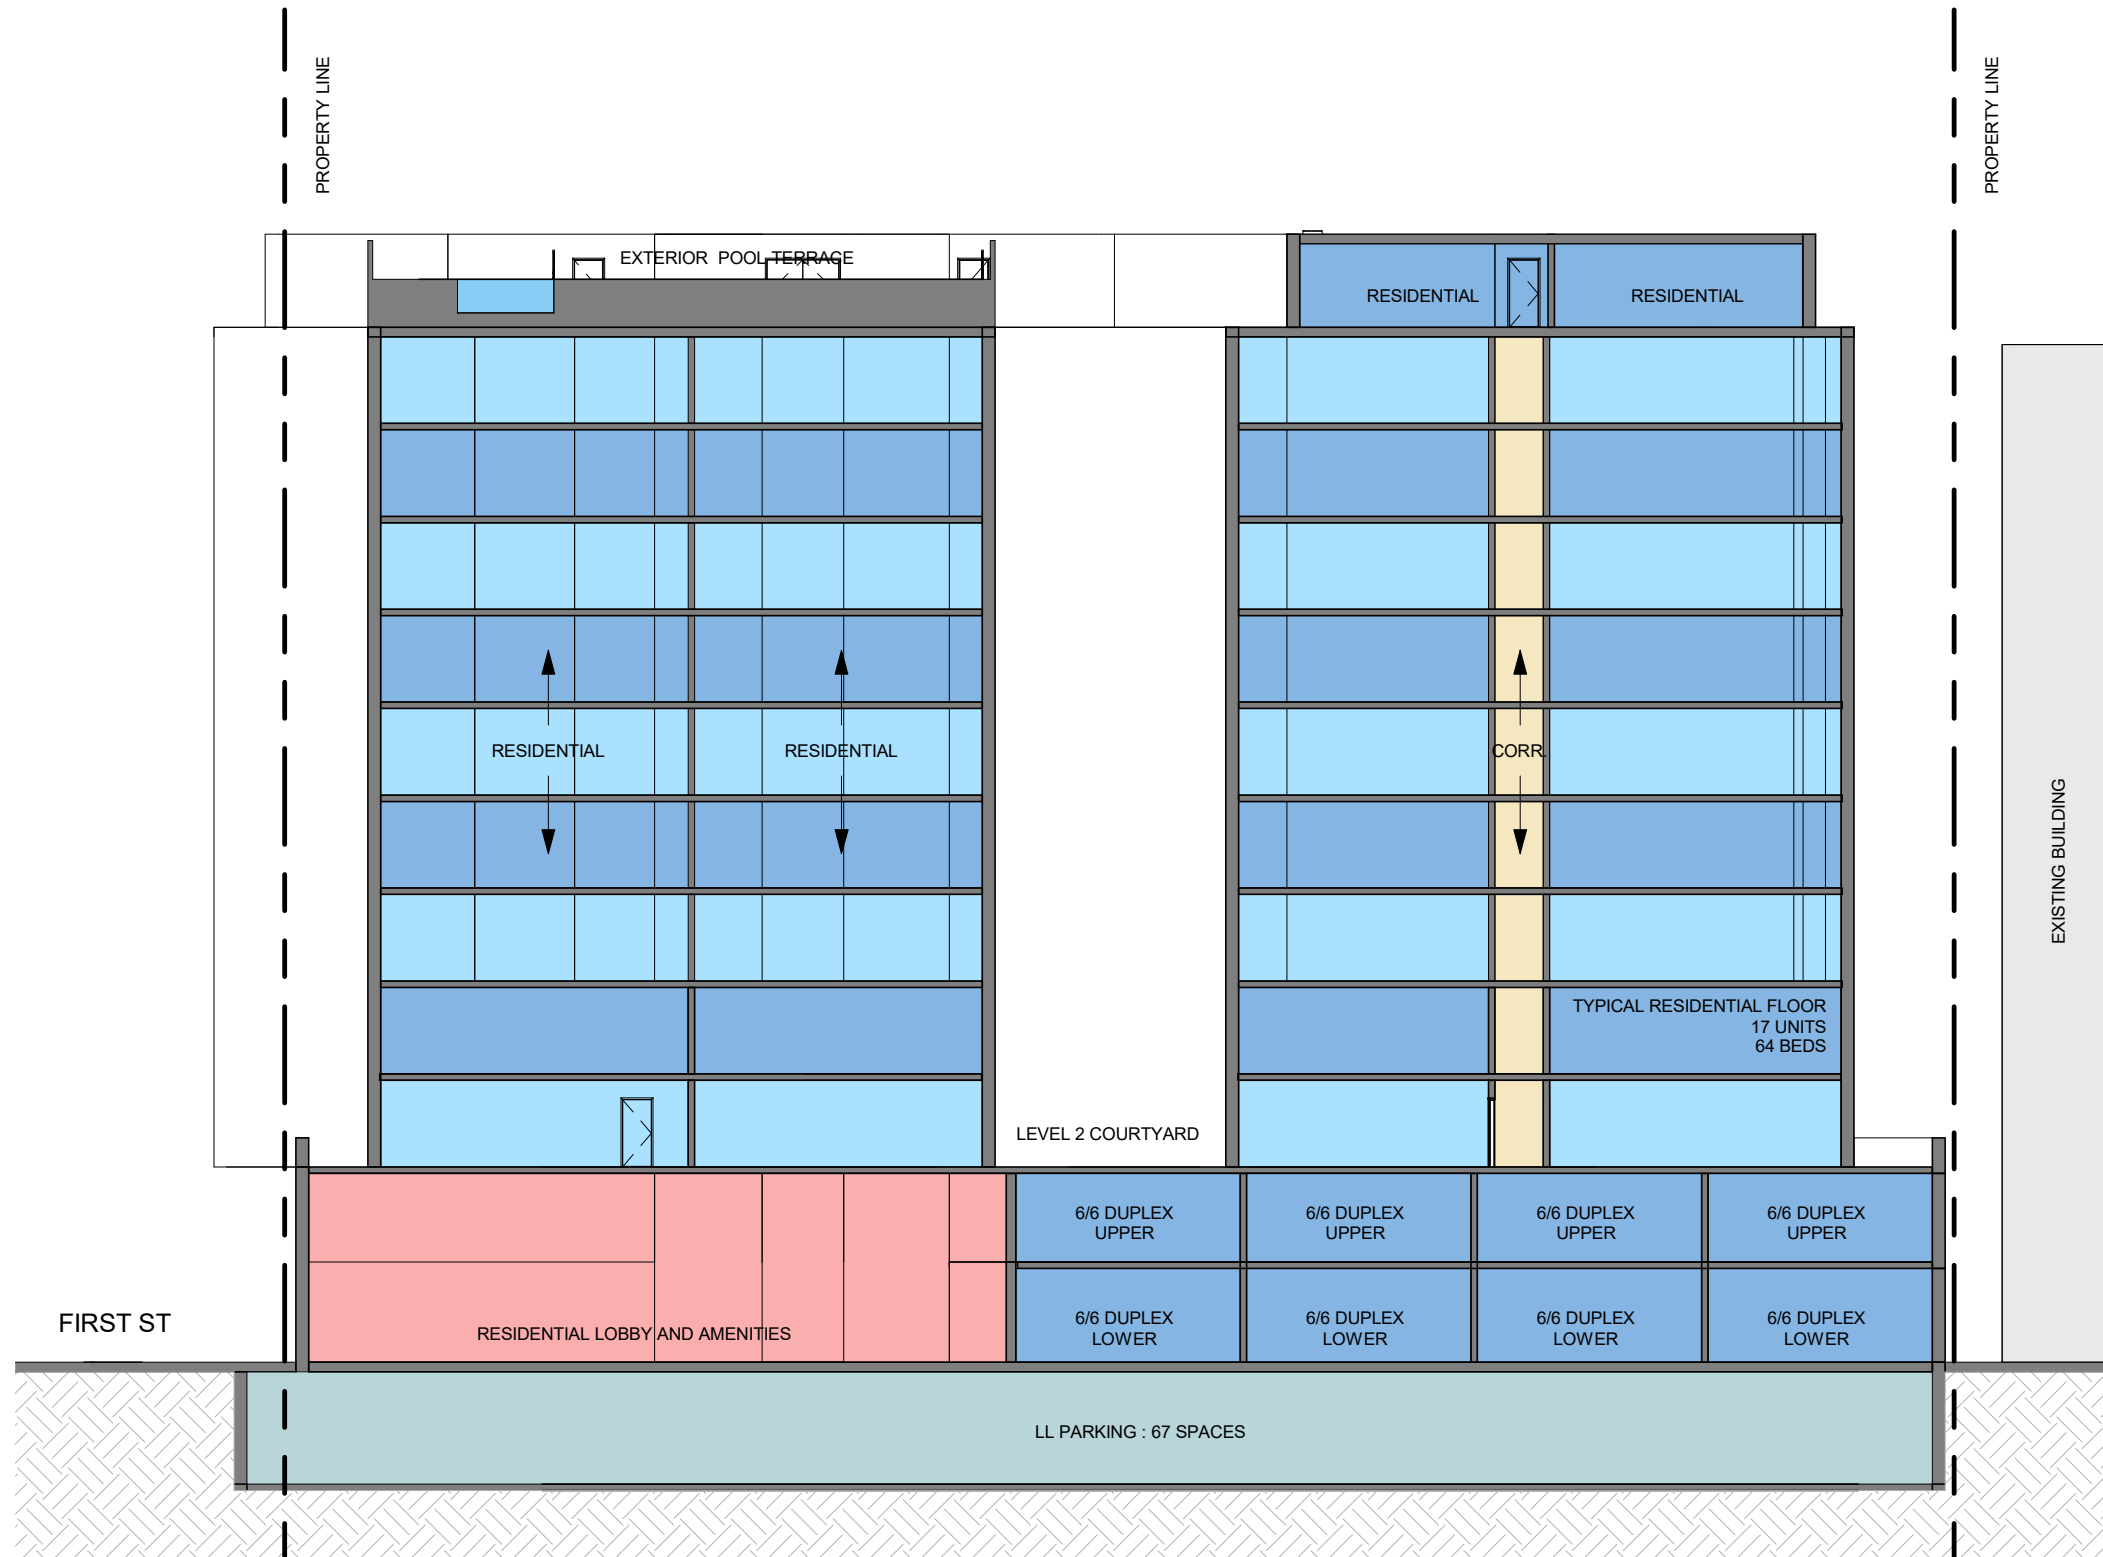 PROPERTY LINE
PROPERTY LINE
EXTERIOR POOL TERRACE
RESIDENTIAL
RESIDENTIAL
RESIDENTIAL
RESIDENTIAL
CORR.
EXISTING BUILDING
TYPICAL RESIDENTIAL FLOOR
17 UNITS
64 BEDS
LEVEL 2 COURTYARD
6/6 DUPLEX
UPPER
6/6 DUPLEX
UPPER
6/6 DUPLEX
UPPER
6/6 DUPLEX
UPPER
FIRST ST
RESIDENTIAL LOBBY AND AMENITIES
6/6 DUPLEX
LOWER
6/6 DUPLEX
LOWER
6/6 DUPLEX
LOWER
6/6 DUPLEX
LOWER
LL PARKING : 67 SPACES